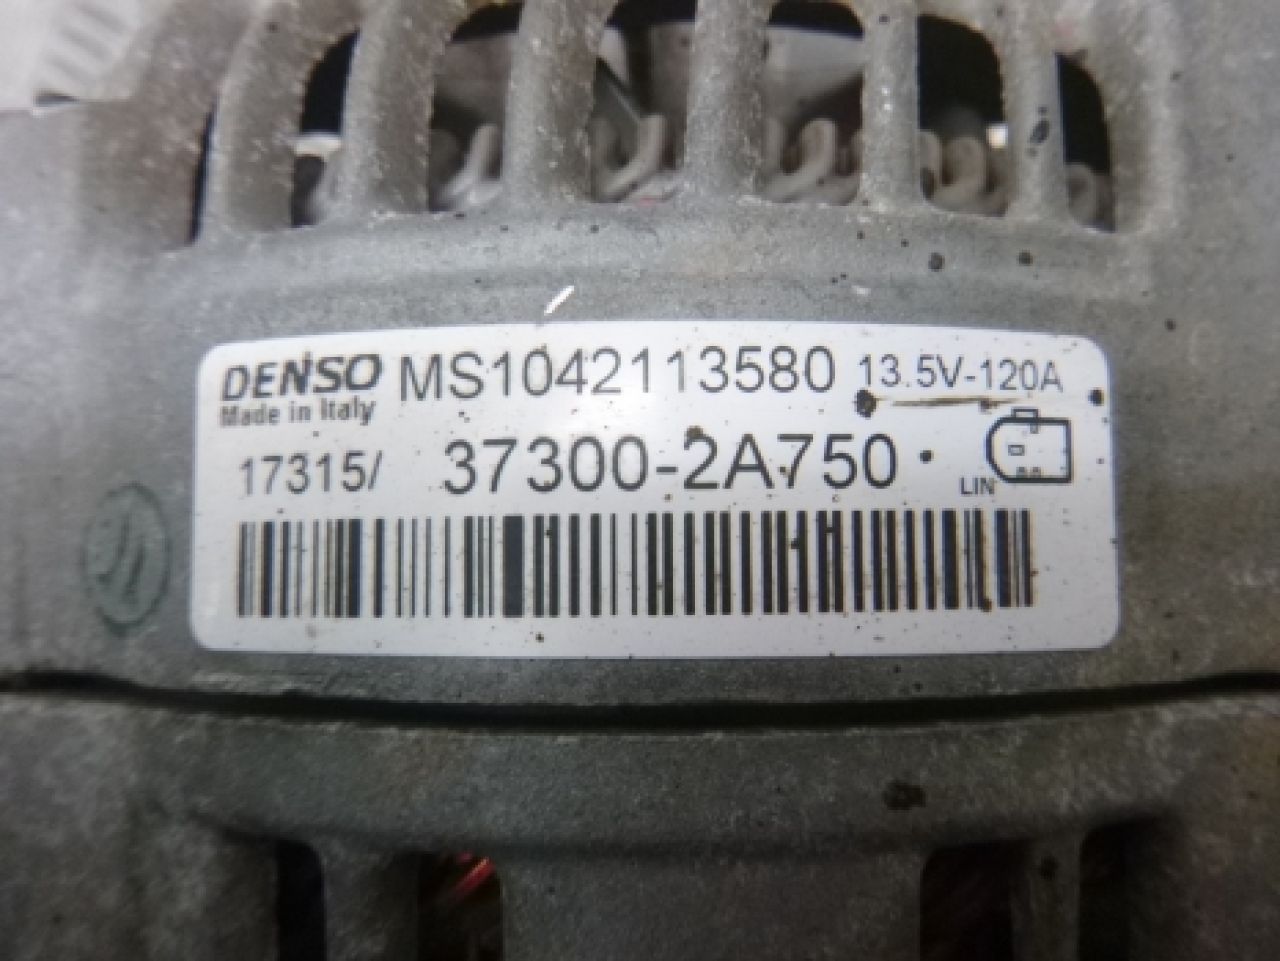 DENSO MS1042113580 13.5V-120A
Made in Italy
17315/ 37300-2A750
LIN